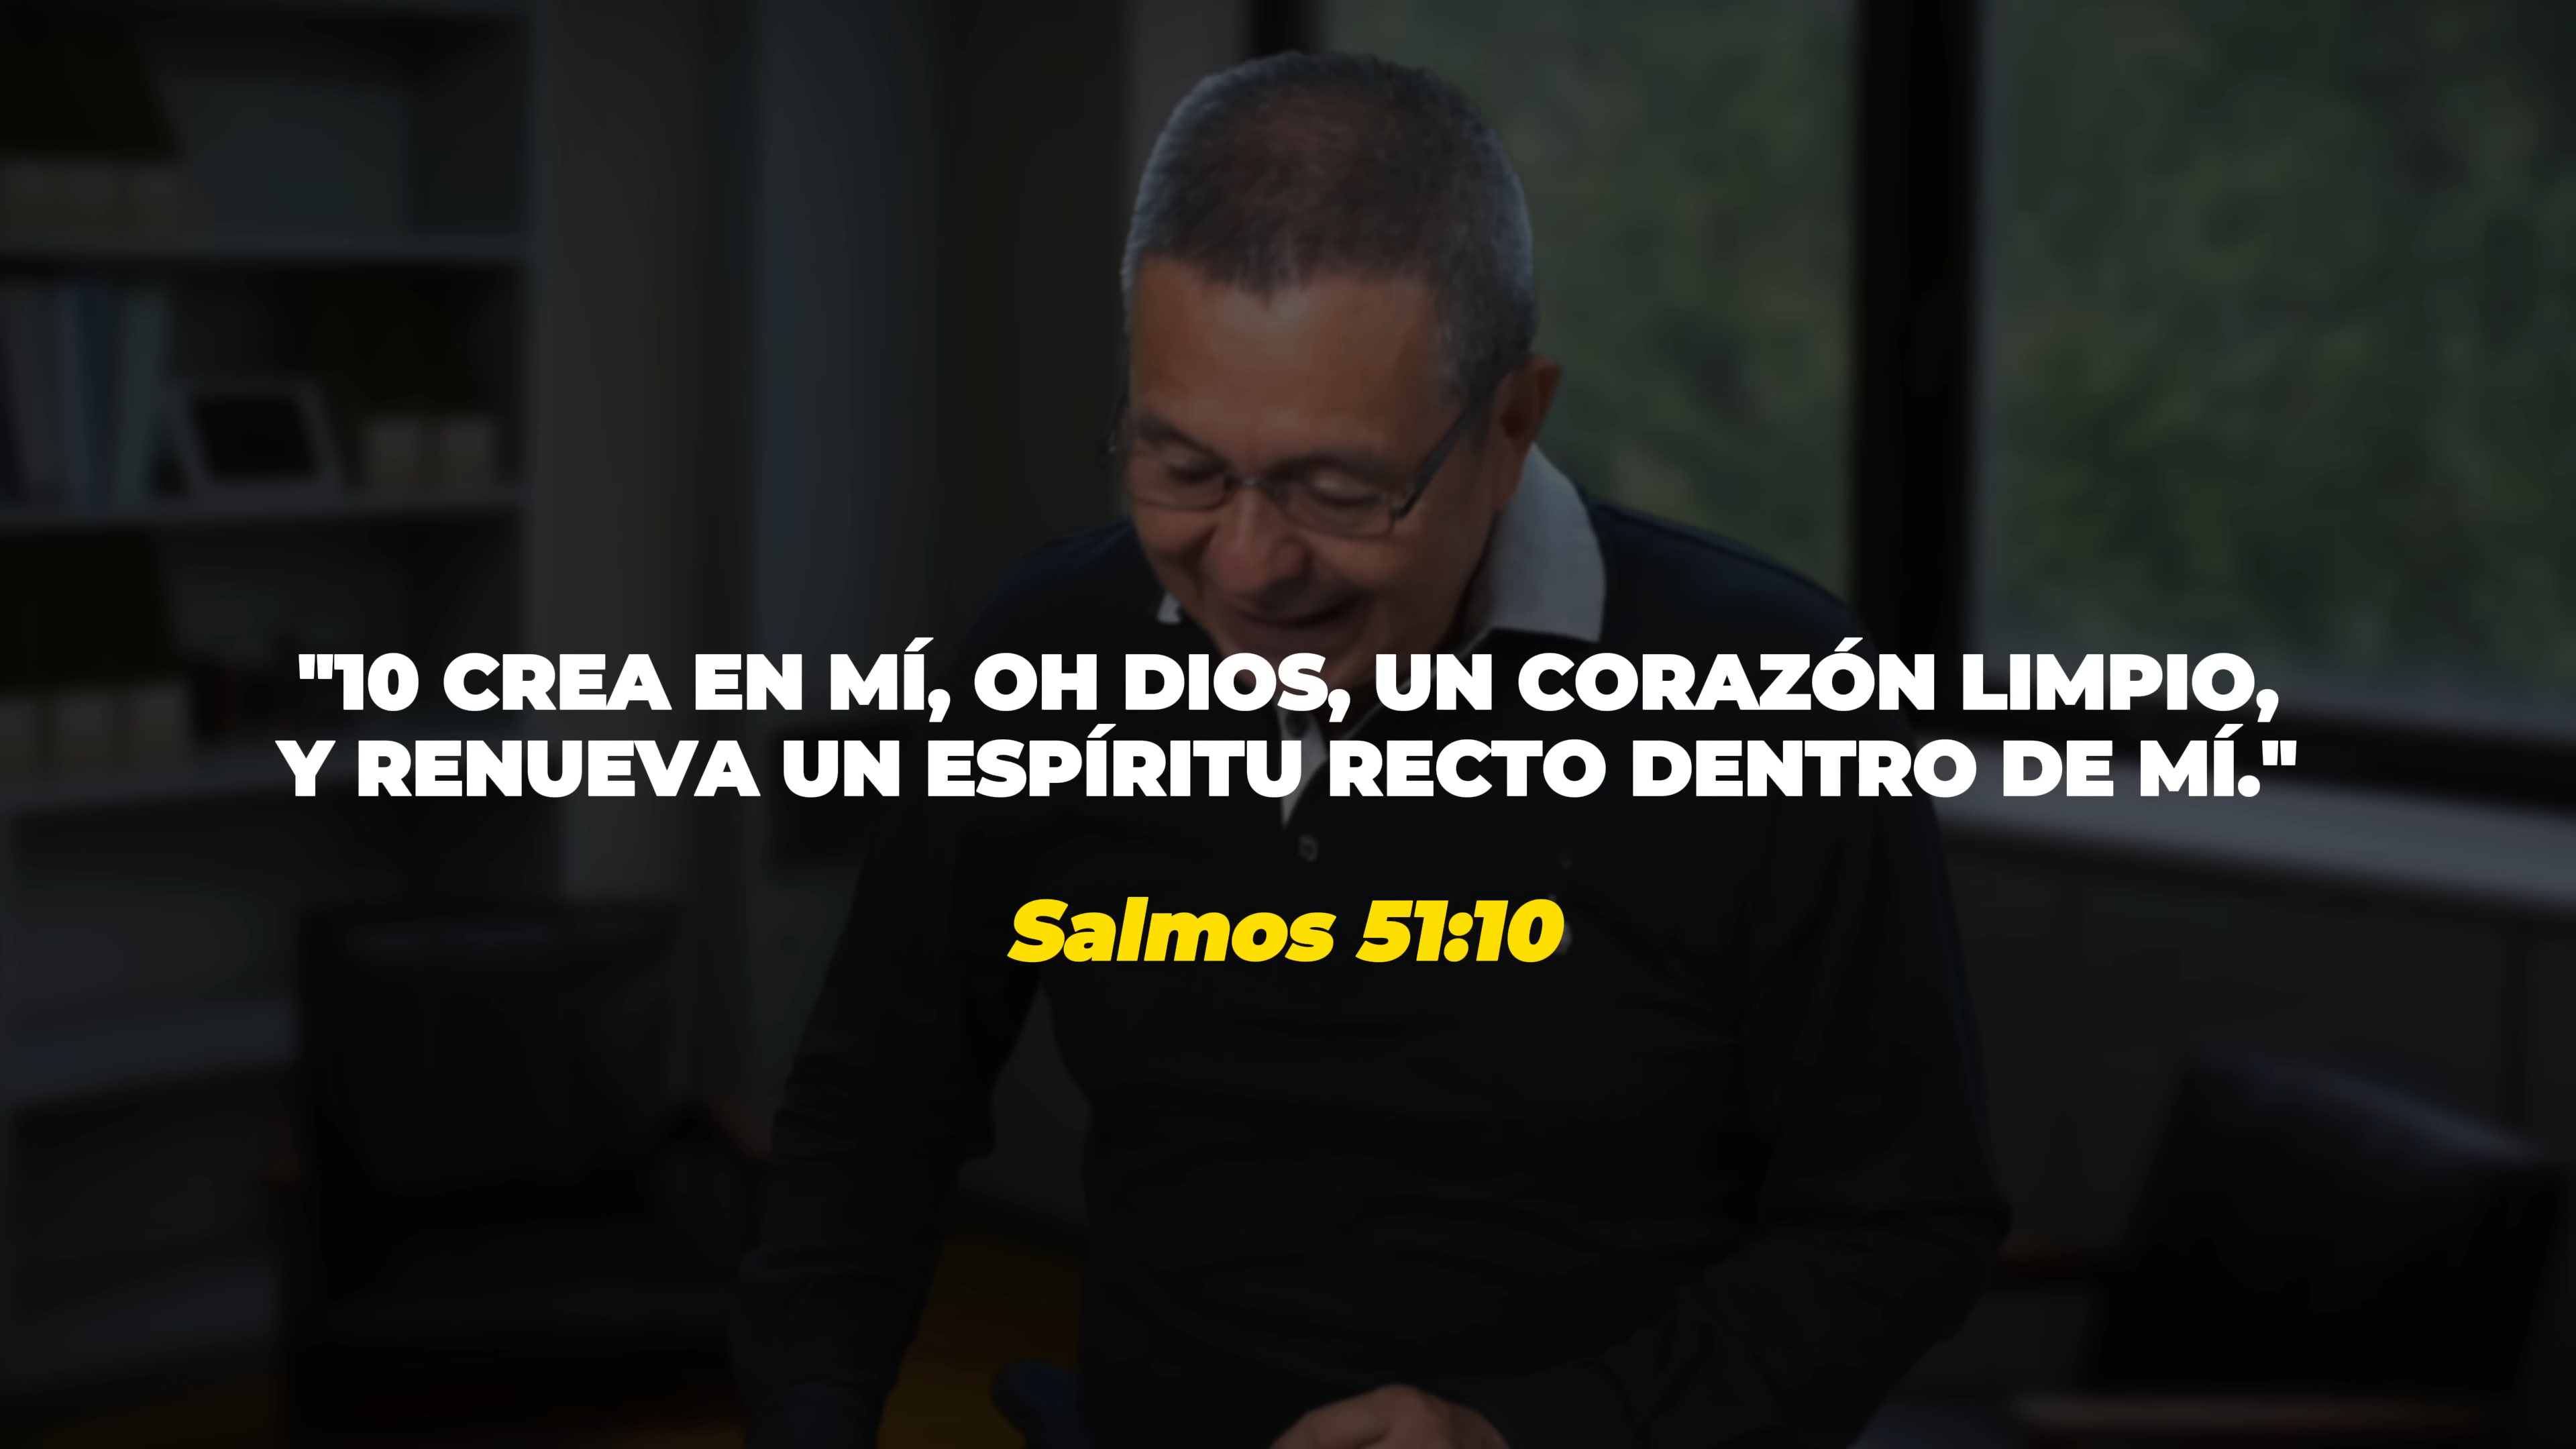 "10 CREA EN MÍ, OH DIOS, UN CORAZÓN LIMPIO,
Y RENUEVA UN ESPÍRITU RECTO DENTRO DE MÍ."
Salmos 51:10